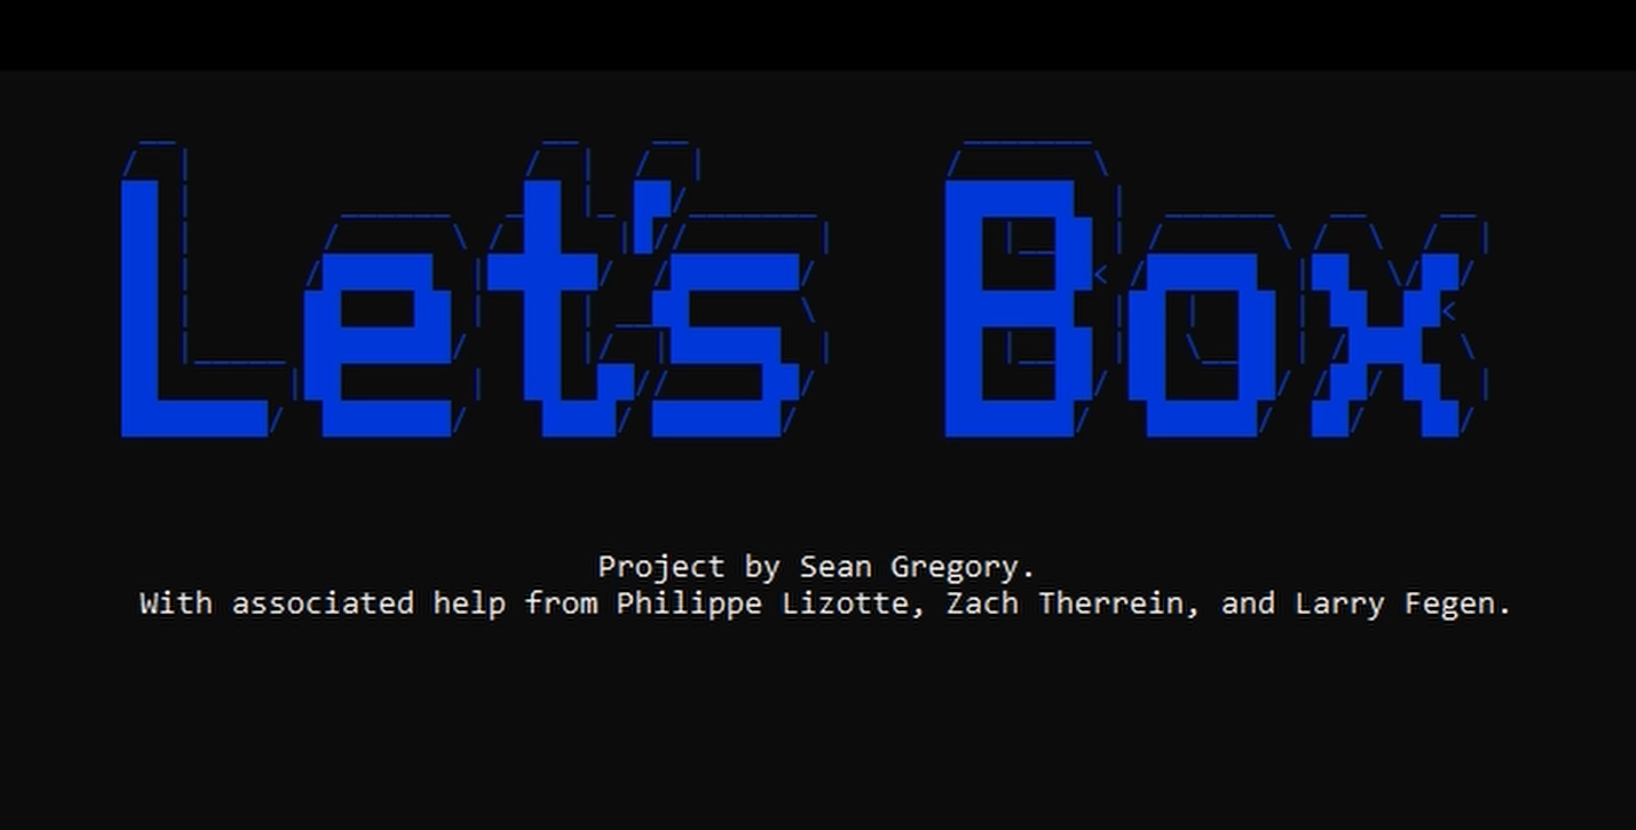 Let's Box
Project by Sean Gregory.
With associated help from Philippe Lizotte, Zach Therrein, and Larry Fegen.